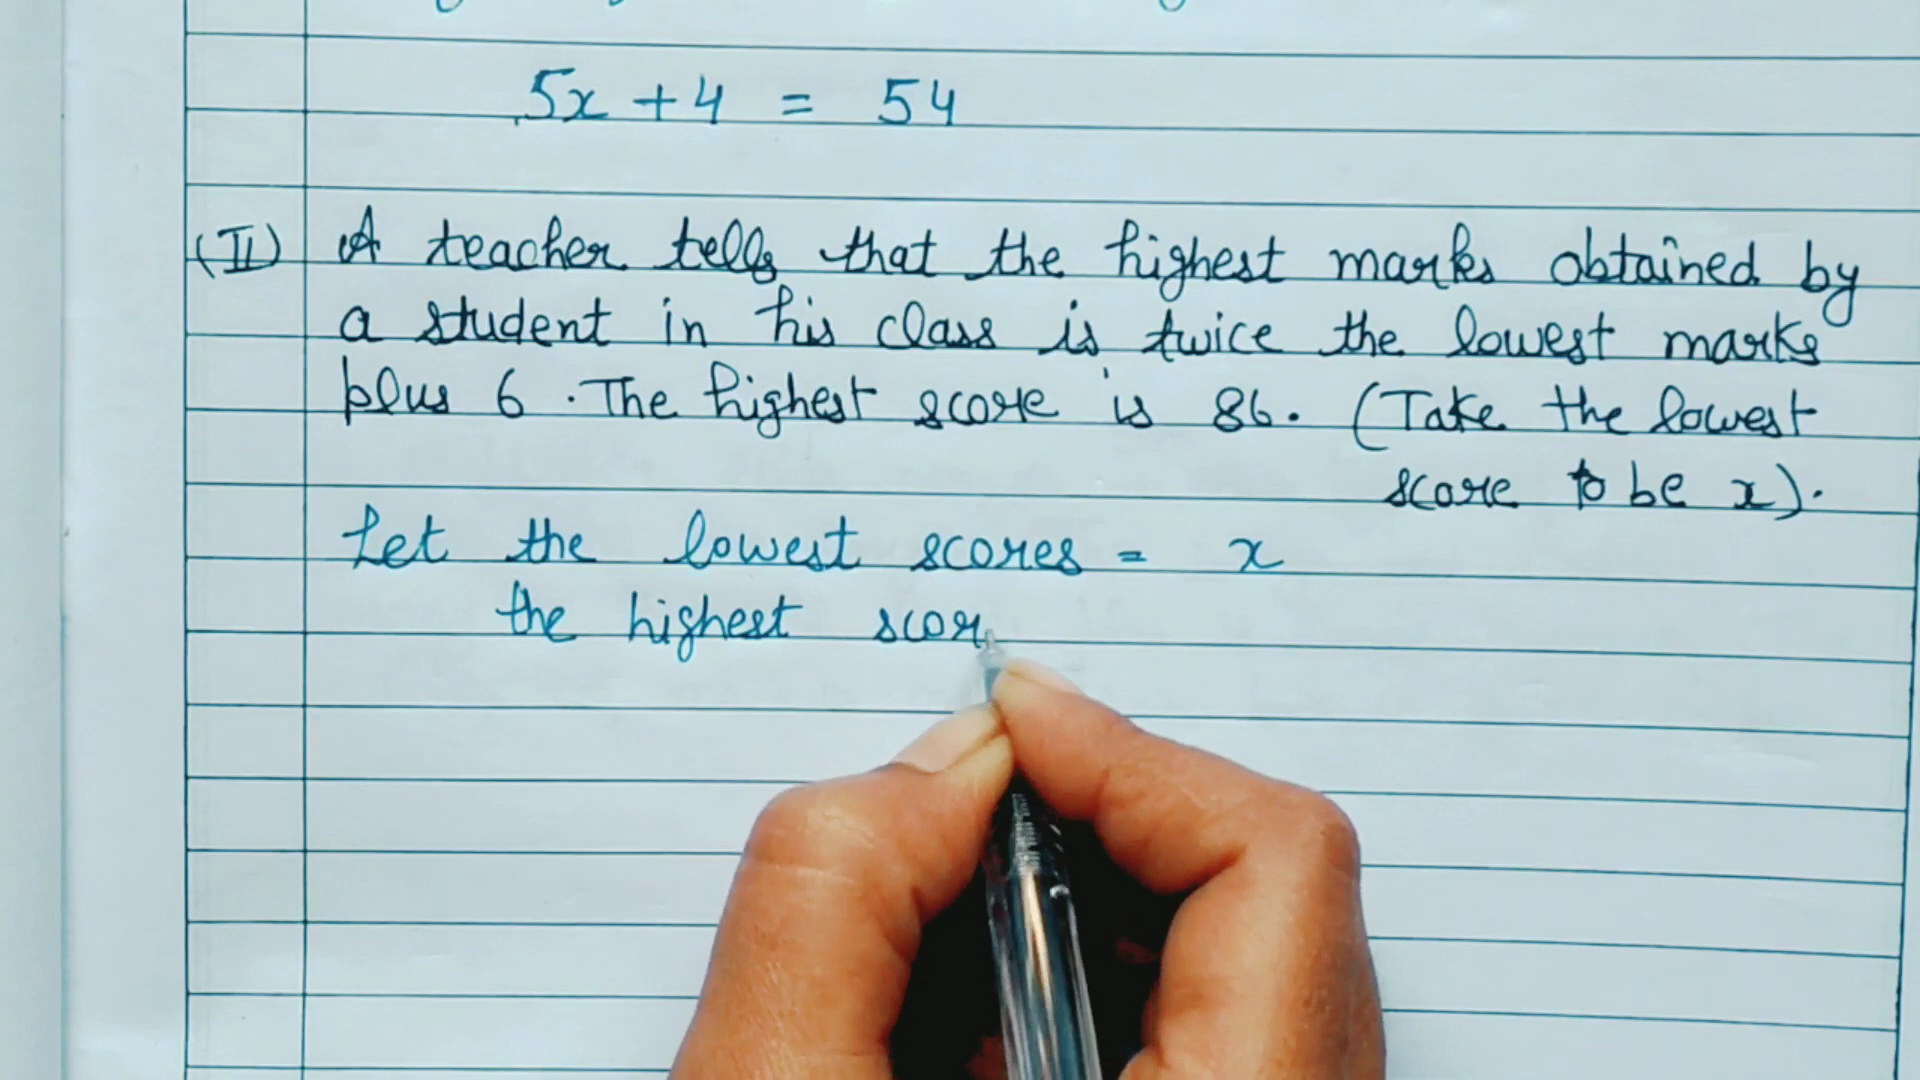 5x + 4 = 54
(II) A teacher tells that the highest marks obtained by
a student in his class is twice the lowest marks
plus 6. The highest score is 86. (Take the lowest
score to be x).
Let the lowest scores = x
the highest scor